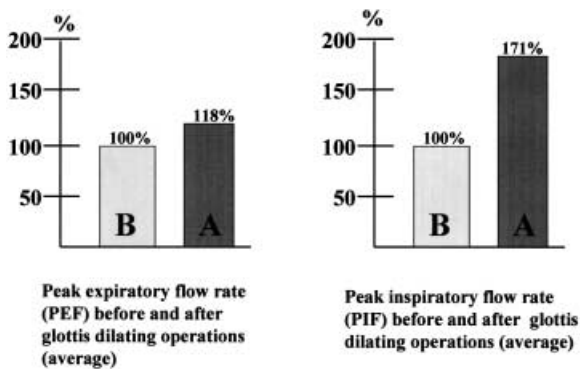 %
200
150
100
50
100%
118%
B
A
Peak expiratory flow rate
(PEF) before and after
glottis dilating operations
(average)
%
200
150
100
50
100%
171%
B
A
Peak inspiratory flow rate
(PIF) before and after glottis
dilating operations (average)